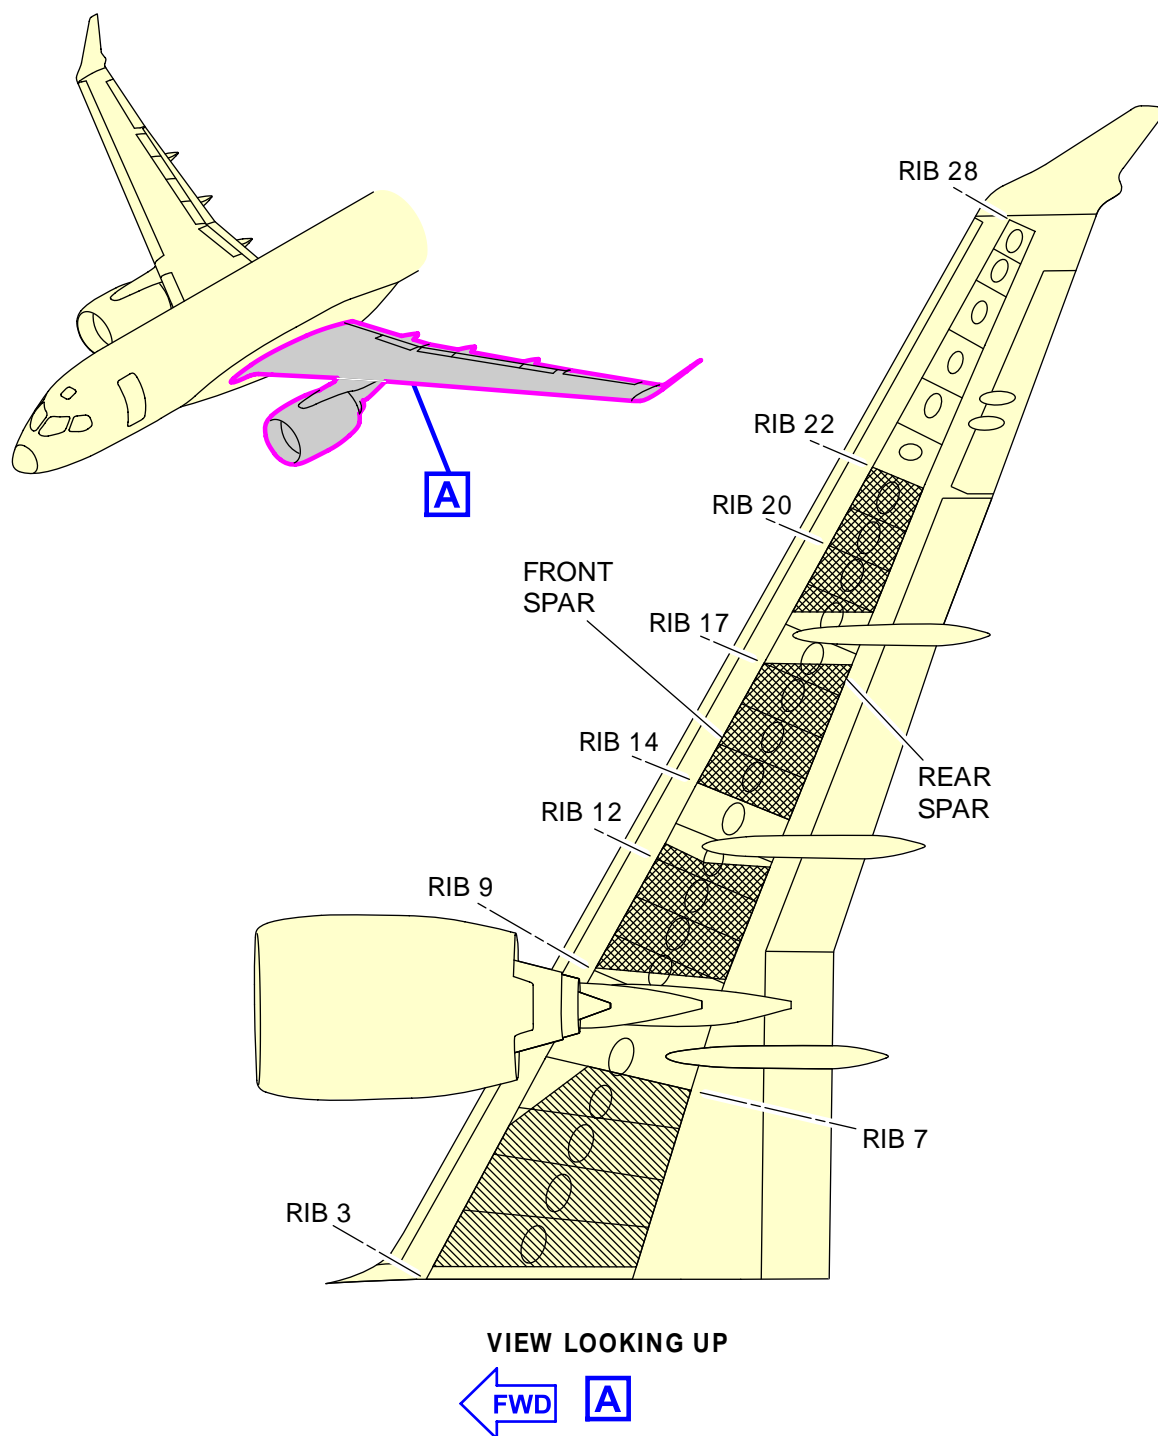 RIB 28
RIB 22
A
RIB 20
FRONT
SPAR
RIB 17
RIB 14
REAR
SPAR
RIB 12
RIB 9
RIB 7
RIB 3
VIEW LOOKING UP
FWD
A